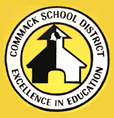 COMMACK SCHOOL DISTRICT
EXCELLENCE IN EDUCATION